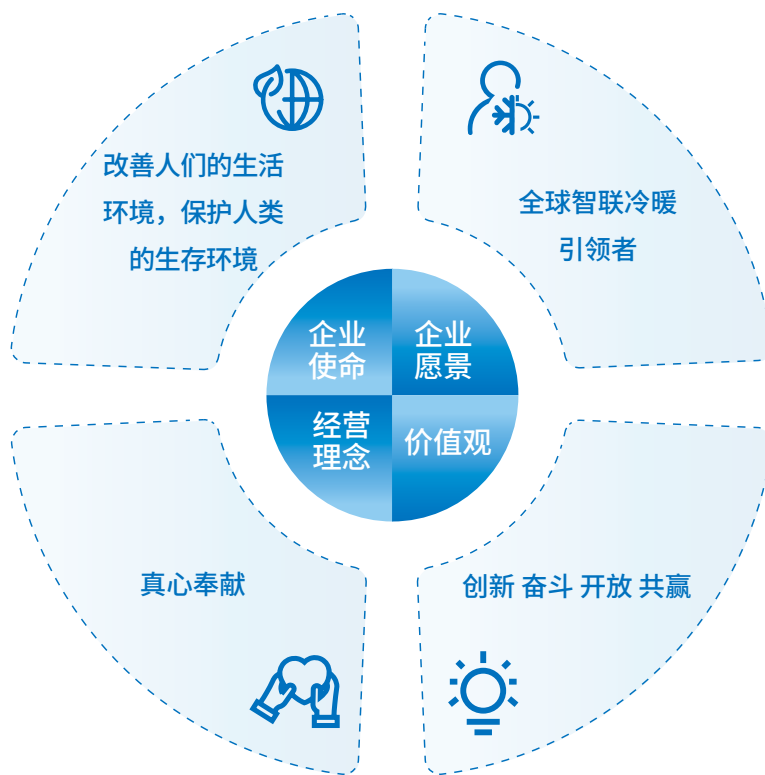 改善人们的生活
环境，保护人类
的生存环境
全球智联冷暖
引领者
企业
使命
企业
愿景
经营
理念
价值观
真心奉献
创新 奋斗 开放 共赢